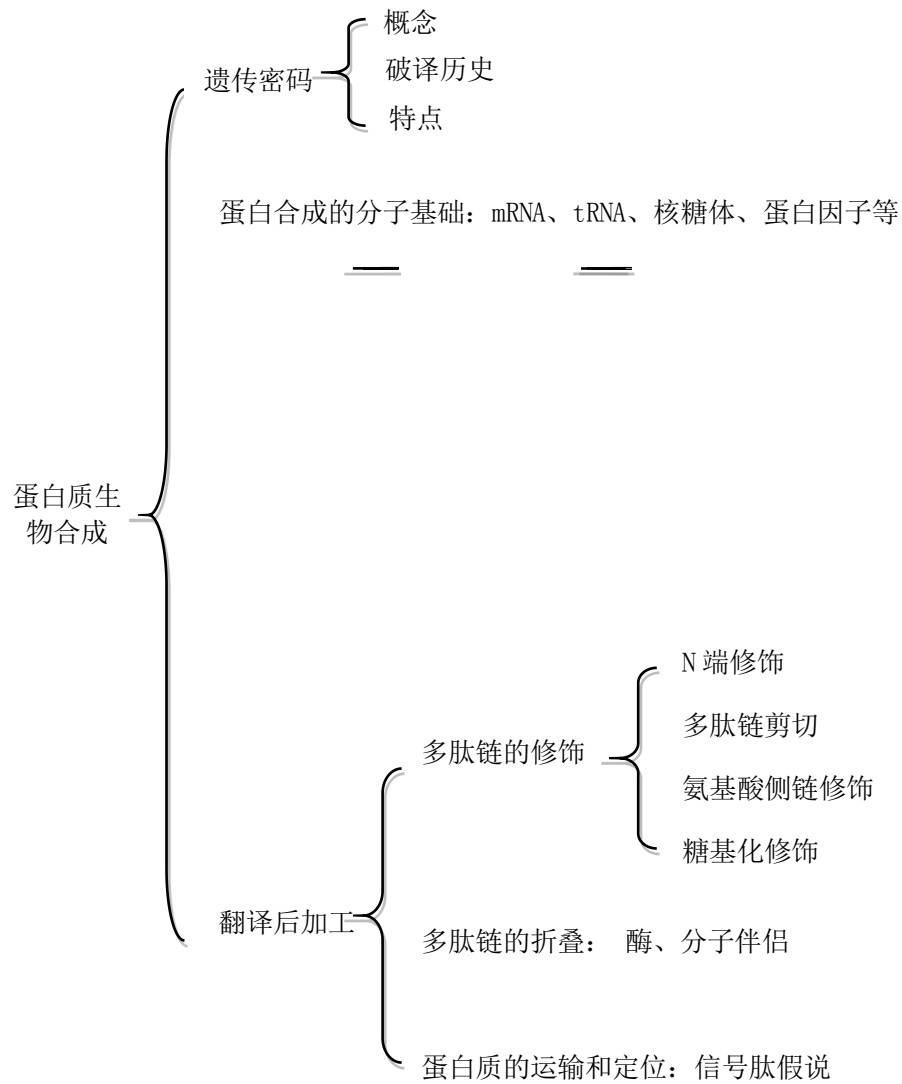 概念
遗传密码
破译历史
特点
蛋白合成的分子基础：mRNA、tRNA、核糖体、蛋白因子等
蛋白质生
物合成
N端修饰
多肽链的修饰
多肽链剪切
氨基酸侧链修饰
糖基化修饰
翻译后加工
多肽链的折叠： 酶、分子伴侣
蛋白质的运输和定位：信号肽假说